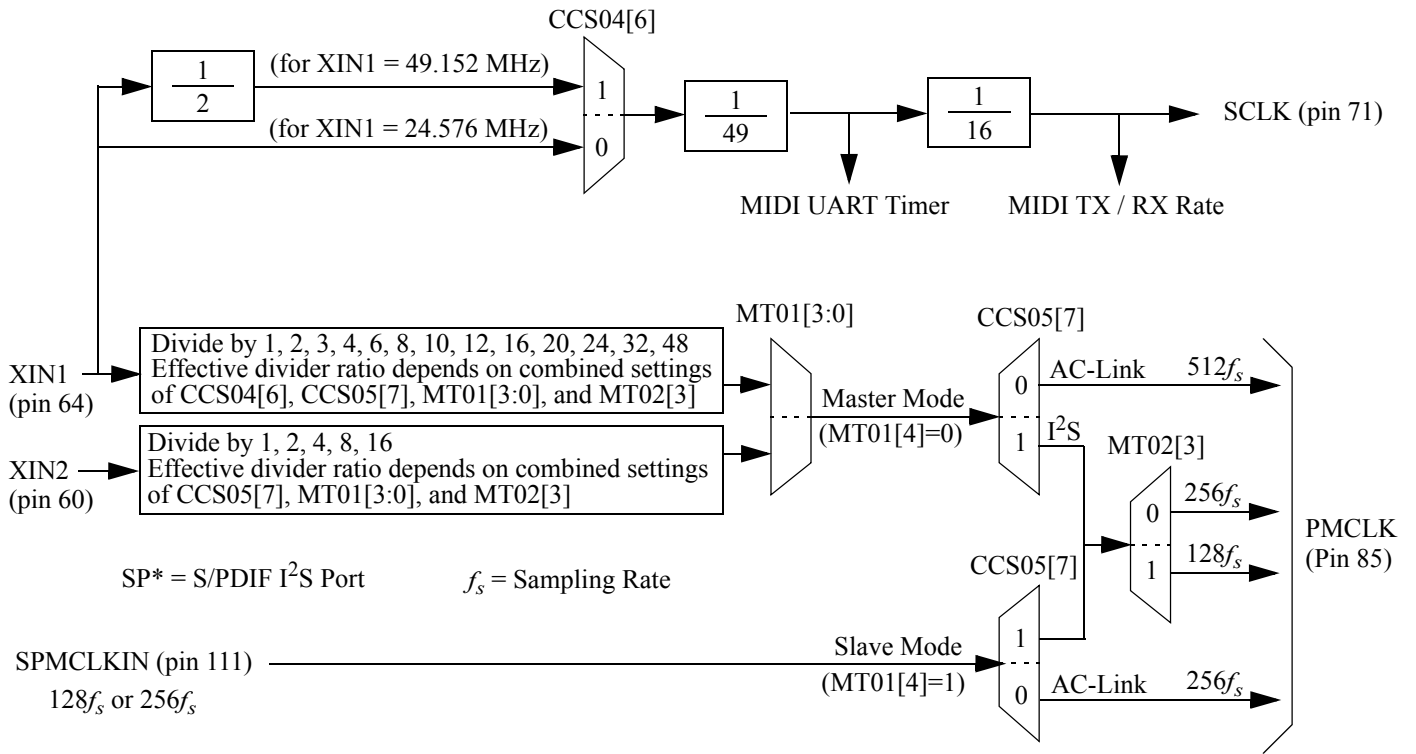 CCS04[6]
1
2
(for XIN1 = 49.152 MHz)
(for XIN1 = 24.576 MHz)
1
0
1
49
1
16
SCLK (pin 71)
MIDI UART Timer
MIDI TX / RX Rate
XIN1
(pin 64)
Divide by 1, 2, 3, 4, 6, 8, 10, 12, 16, 20, 24, 32, 48
Effective divider ratio depends on combined settings
of CCS04[6], CCS05[7], MT01[3:0], and MT02[3]
XIN2
(pin 60)
Divide by 1, 2, 4, 8, 16
Effective divider ratio depends on combined settings
of CCS05[7], MT01[3:0], and MT02[3]
MT01[3:0]
Master Mode
(MT01[4]=0)
CCS05[7]
0
1
AC-Link
512fs
I²S
MT02[3]
0
1
256fs
128fs
PMCLK
(Pin 85)
SP* = S/PDIF I²S Port
fs = Sampling Rate
SPMCLKIN (pin 111)
128fs or 256fs
Slave Mode
(MT01[4]=1)
CCS05[7]
1
0
AC-Link
256fs